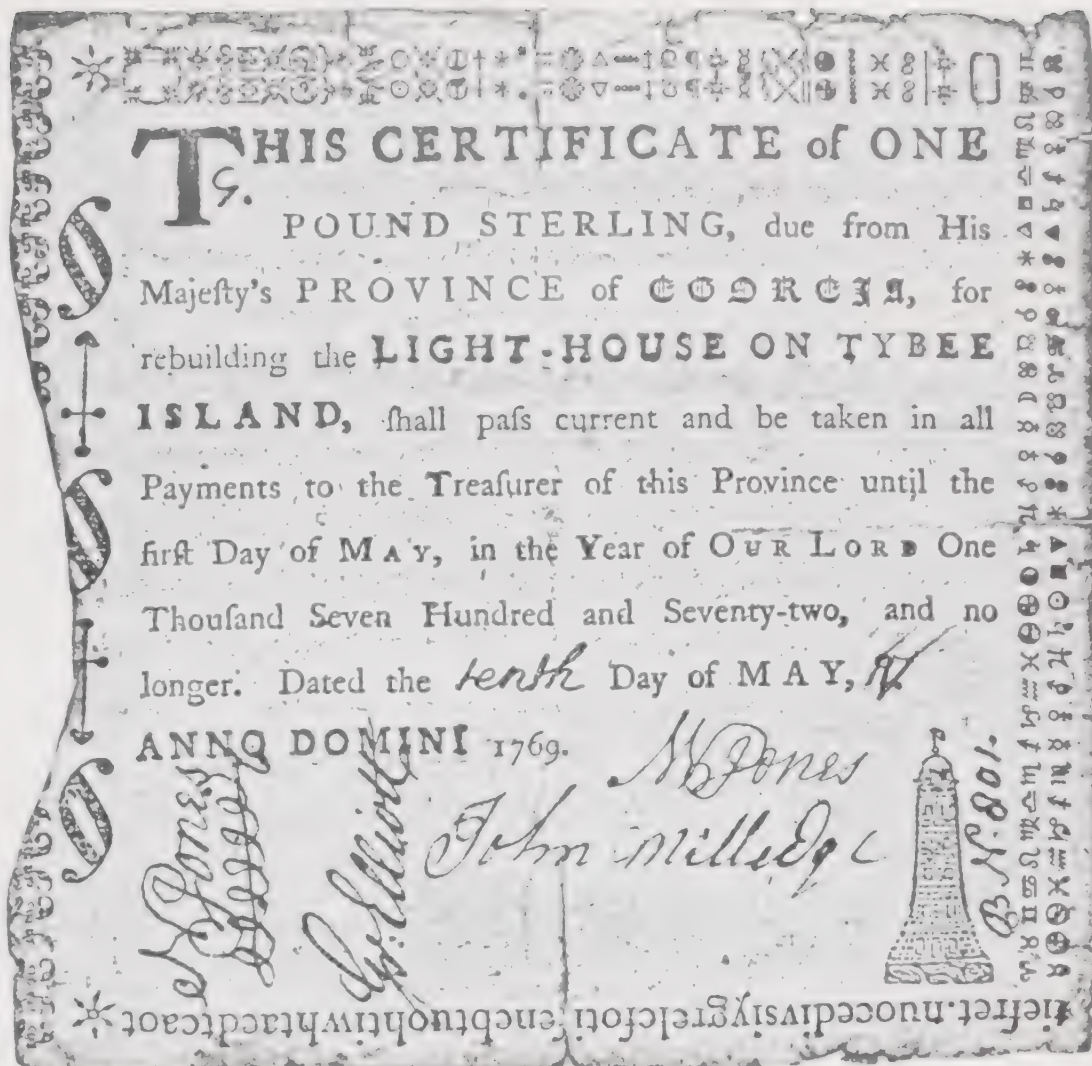 THIS CERTIFICATE of ONE
G.
POUND STERLING, due from His
Majeſty's PROVINCE of GEORGIA, for
rebuilding the LIGHT-HOUSE ON TYBEE
ISLAND, ſhall paſs current and be taken in all
Payments to the Treaſurer of this Province until the
firſt Day of MAY, in the Year of OUR LORD One
Thouſand Seven Hundred and Seventy-two, and no
longer. Dated the tenth Day of MAY,
ANNO DOMINI 1769.
N Jones
John Milledge
N Jones
Elliott
B No. 801.